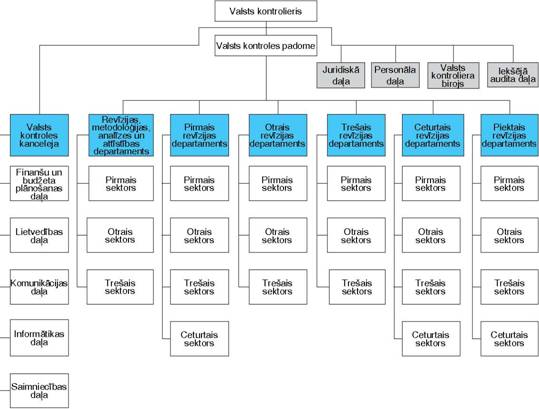 Valsts kontrolieris
Valsts kontroles padome
Juridiskā
daļa
Personāla
daļa
Valsts
kontroliera
birojs
Iekšējā
audita daļa
Valsts
kontroles
kanceleja
Revīzijas,
metodoloģijas,
analīzes un
attīstības
departaments
Pirmais
revīzijas
departaments
Otrais
revīzijas
departaments
Trešais
revīzijas
departaments
Ceturtais
revīzijas
departaments
Piektais
revīzijas
departaments
Finanšu un
budžeta
plānošanas
daļa
Pirmais
sektors
Pirmais
sektors
Pirmais
sektors
Pirmais
sektors
Pirmais
sektors
Pirmais
sektors
Lietvedības
daļa
Otrais
sektors
Otrais
sektors
Otrais
sektors
Otrais
sektors
Otrais
sektors
Otrais
sektors
Komunikācijas
daļa
Trešais
sektors
Trešais
sektors
Trešais
sektors
Trešais
sektors
Trešais
sektors
Trešais
sektors
Informātikas
daļa
Ceturtais
sektors
Ceturtais
sektors
Ceturtais
sektors
Saimniecības
daļa